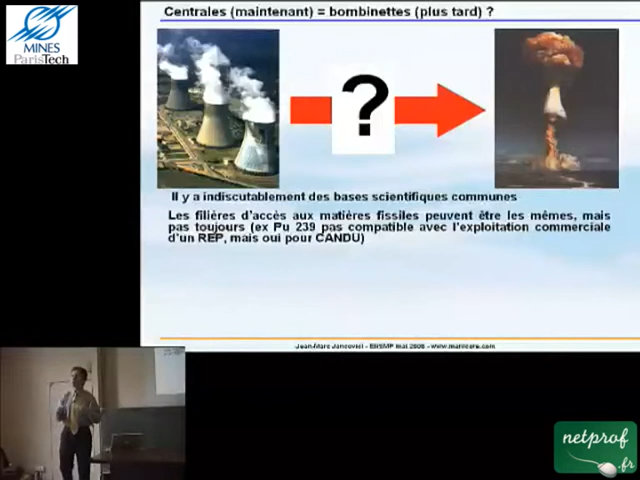 Centrales (maintenant) = bombinettes (plus tard) ?
MINES
ParisTech
?
Il y a indiscutablement des bases scientifiques communes
Les filières d'accès aux matières fissiles peuvent être les mêmes, mais
pas toujours (ex Pu 239 pas compatible avec l'exploitation commerciale
d'un REP, mais oui pour CANDU)
Jean-Marc Jancovici - ENSMP mai 2008 - www.manicore.com
netprof
.fr